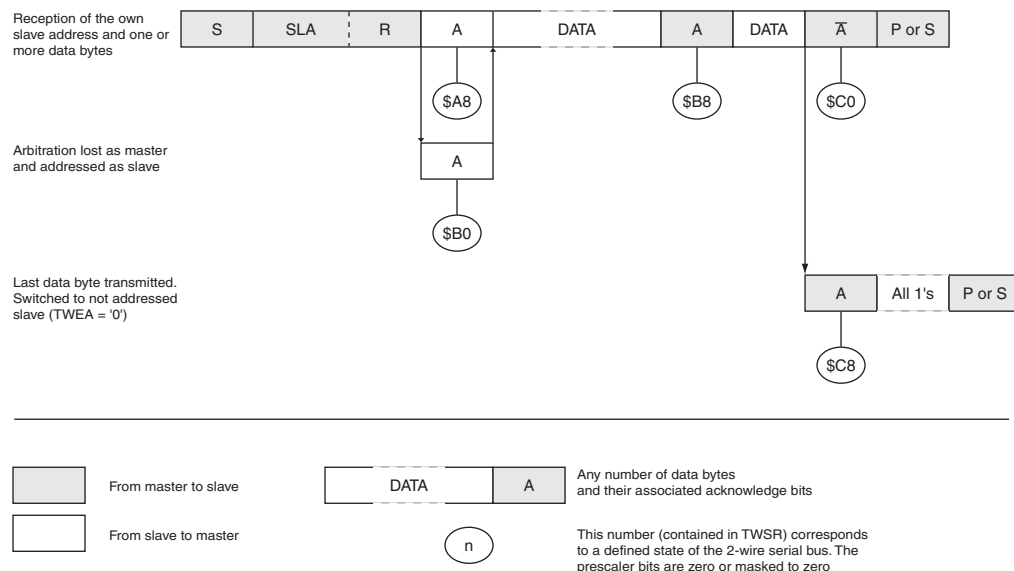 Reception of the own
slave address and one or
more data bytes
S SLA R A DATA A DATA A̅ P or S
$A8 $B8 $C0
Arbitration lost as master
and addressed as slave
A
$B0
Last data byte transmitted.
Switched to not addressed
slave (TWEA = '0')
A All 1's P or S
$C8
From master to slave
DATA A
Any number of data bytes
and their associated acknowledge bits
From slave to master
n
This number (contained in TWSR) corresponds
to a defined state of the 2-wire serial bus. The
prescaler bits are zero or masked to zero